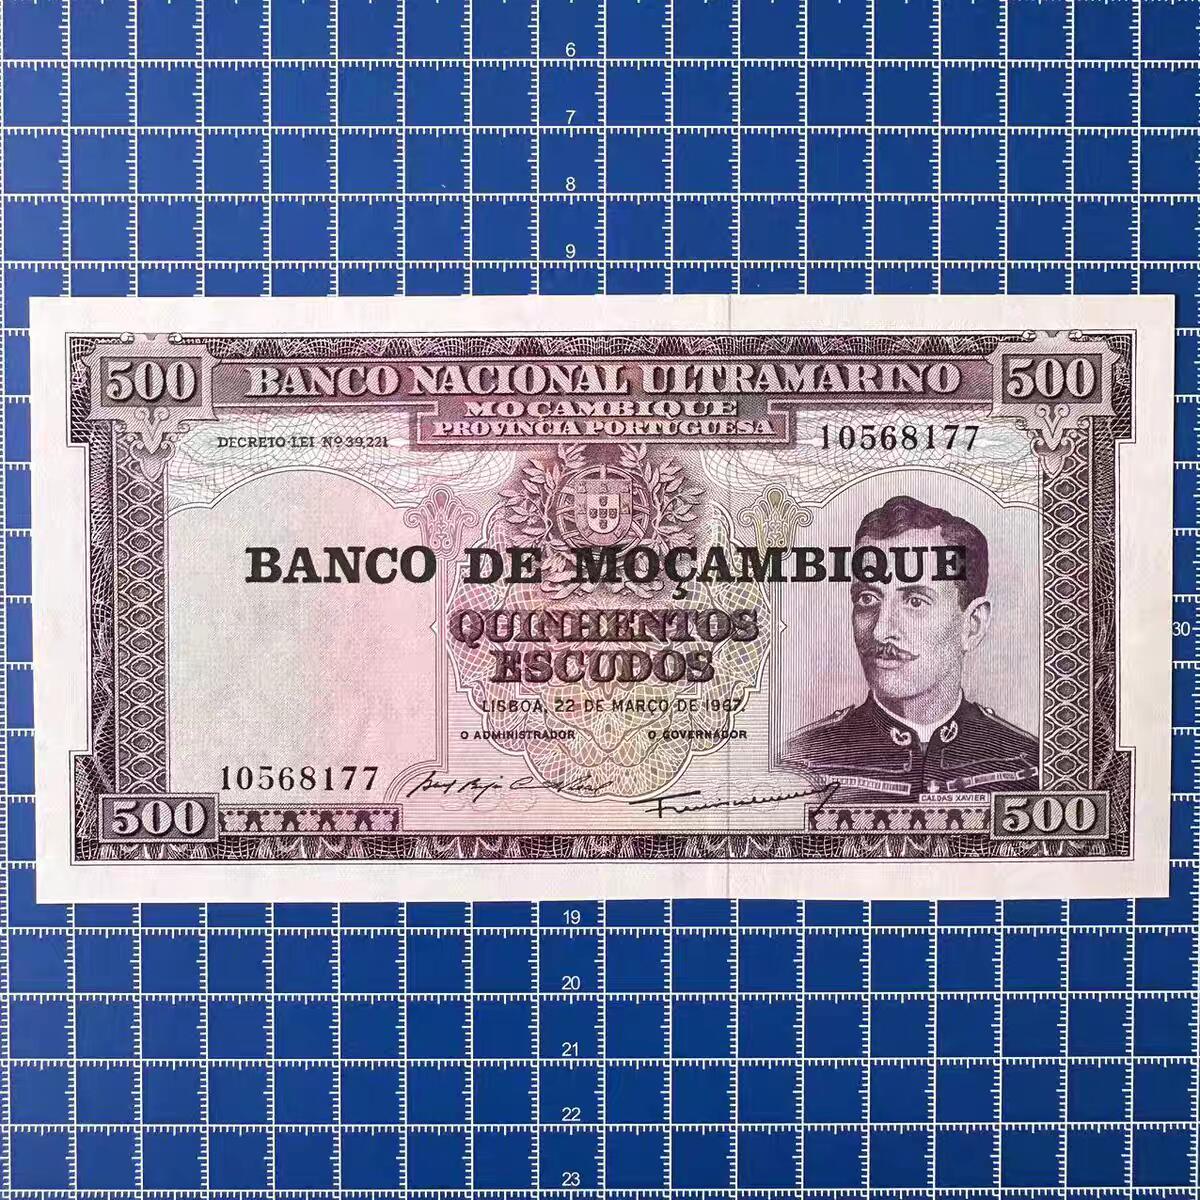 6
7
8
9
500 BANCO NACIONAL ULTRAMARINO 500
MOÇAMBIQUE
PROVINCIA PORTUGUESA
DECRETO-LEI Nº 39,221
10568177
BANCO DE MOÇAMBIQUE
QUINHENTOS
ESCUDOS
30
LISBOA, 22 DE MARÇO DE 1967.
O ADMINISTRADOR O GOVERNADOR
10568177
CALDAS XAVIER
500 500
19
20
21
22
23